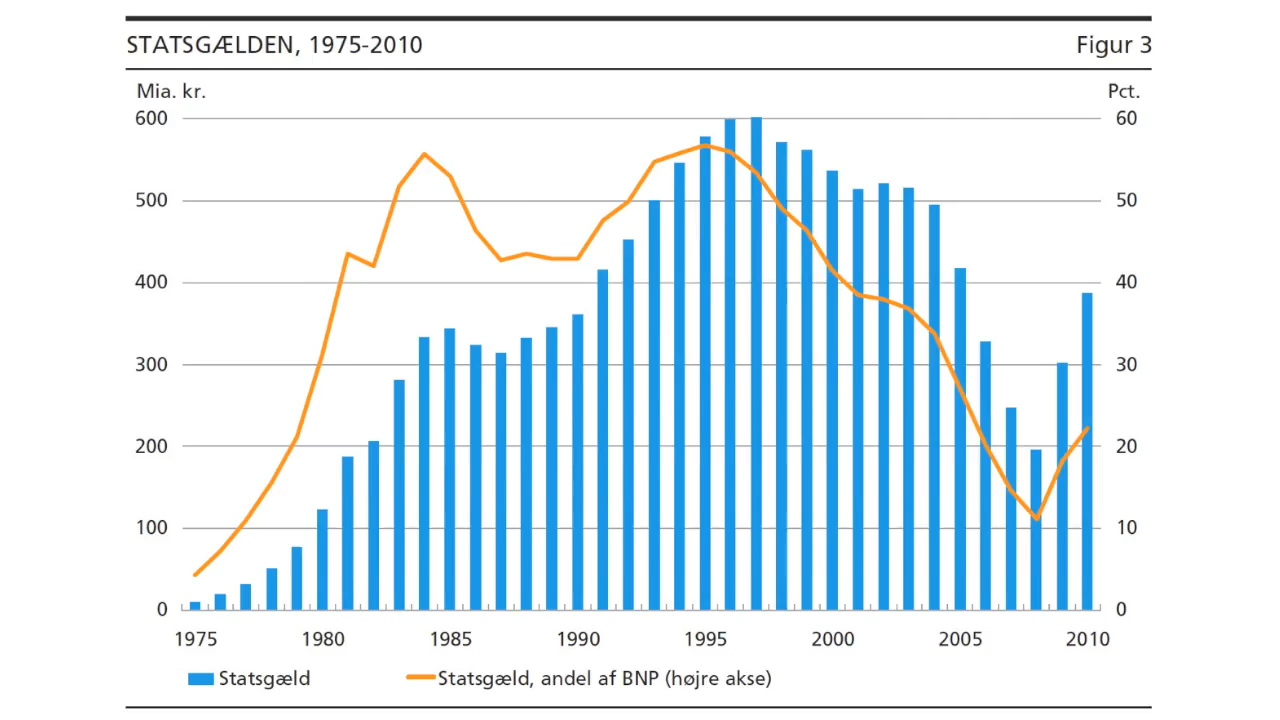 STATSGÆLDEN, 1975-2010 Figur 3
Mia. kr. Pct.
600 60
500 50
400 40
300 30
200 20
100 10
0 0
1975 1980 1985 1990 1995 2000 2005 2010
Statsgæld Statsgæld, andel af BNP (højre akse)